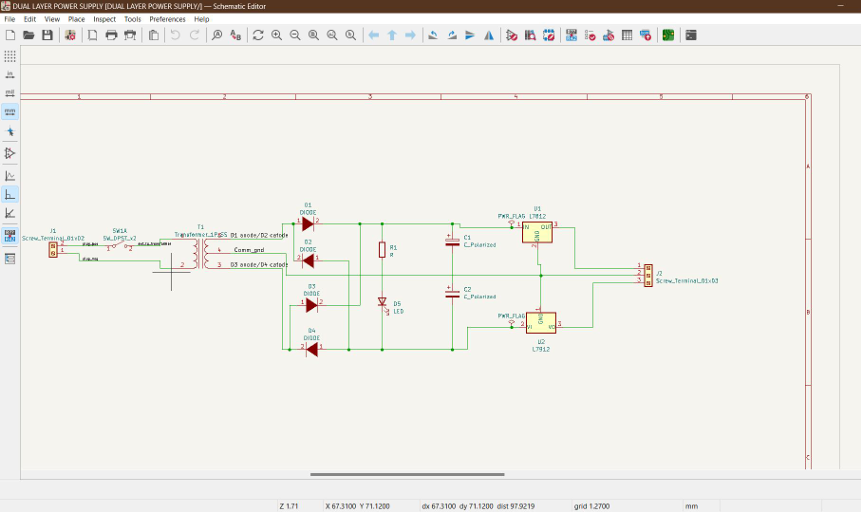 DUAL LAYER POWER SUPPLY [DUAL LAYER POWER SUPPLY/] — Schematic Editor
File Edit View Place Inspect Tools Preferences Help
1 2 3 4 5 6
A
B
C
J1
Screw_Terminal_01x02
2
1
SW1A
SW_DPST_x2
1 2
T1
Transformer_1P_SS
2
5 D1 anode/D2 catode
4 Comm_gnd
3 D3 anode/D4 catode
D1
DIODE
1 2
D2
DIODE
2 1
D3
DIODE
1 2
D4
DIODE
2 1
R1
R
D5
LED
C1
C_Polarized
C2
C_Polarized
U1
PWR_FLAG L7812
1 IN OUT 3
GND
2
PWR_FLAG
1
GND
2 VI VO 3
U2
L7912
1
2
3
J2
Screw_Terminal_01x03
Z 1.71 X 67.3100 Y 71.1200 dx 67.3100 dy 71.1200 dist 97.9219 grid 1.2700 mm